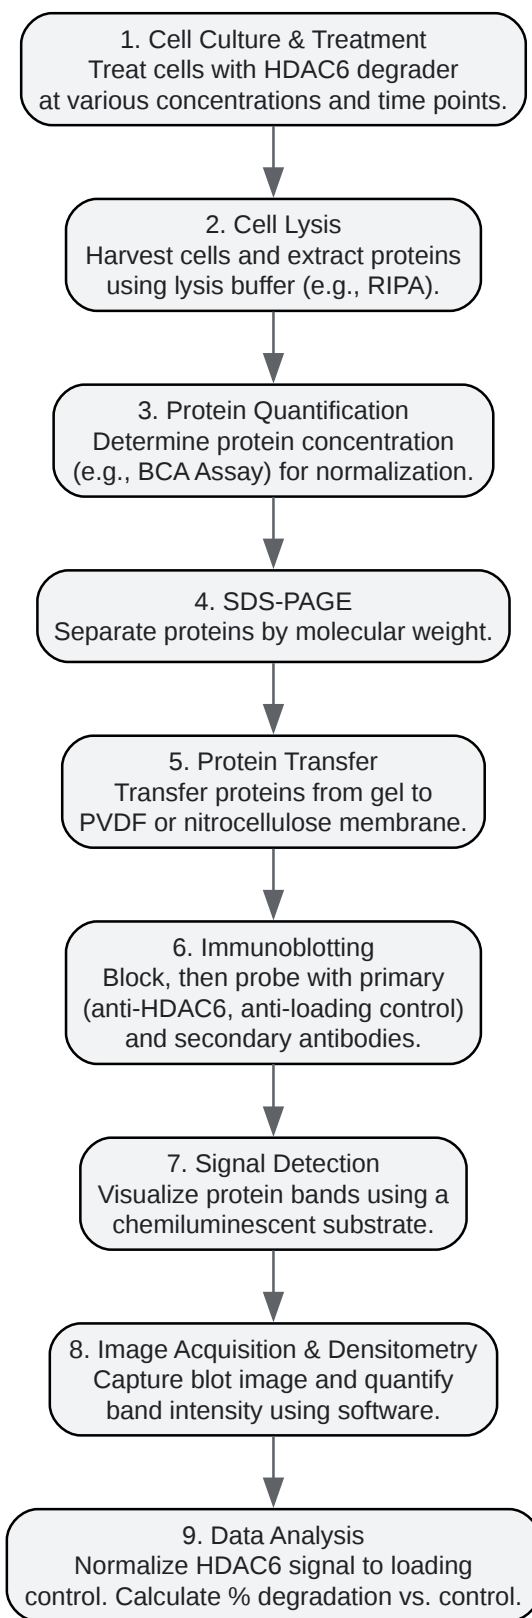 1. Cell Culture & Treatment
Treat cells with HDAC6 degrader
at various concentrations and time points.
2. Cell Lysis
Harvest cells and extract proteins
using lysis buffer (e.g., RIPA).
3. Protein Quantification
Determine protein concentration
(e.g., BCA Assay) for normalization.
4. SDS-PAGE
Separate proteins by molecular weight.
5. Protein Transfer
Transfer proteins from gel to
PVDF or nitrocellulose membrane.
6. Immunoblotting
Block, then probe with primary
(anti-HDAC6, anti-loading control)
and secondary antibodies.
7. Signal Detection
Visualize protein bands using a
chemiluminescent substrate.
8. Image Acquisition & Densitometry
Capture blot image and quantify
band intensity using software.
9. Data Analysis
Normalize HDAC6 signal to loading
control. Calculate % degradation vs. control.